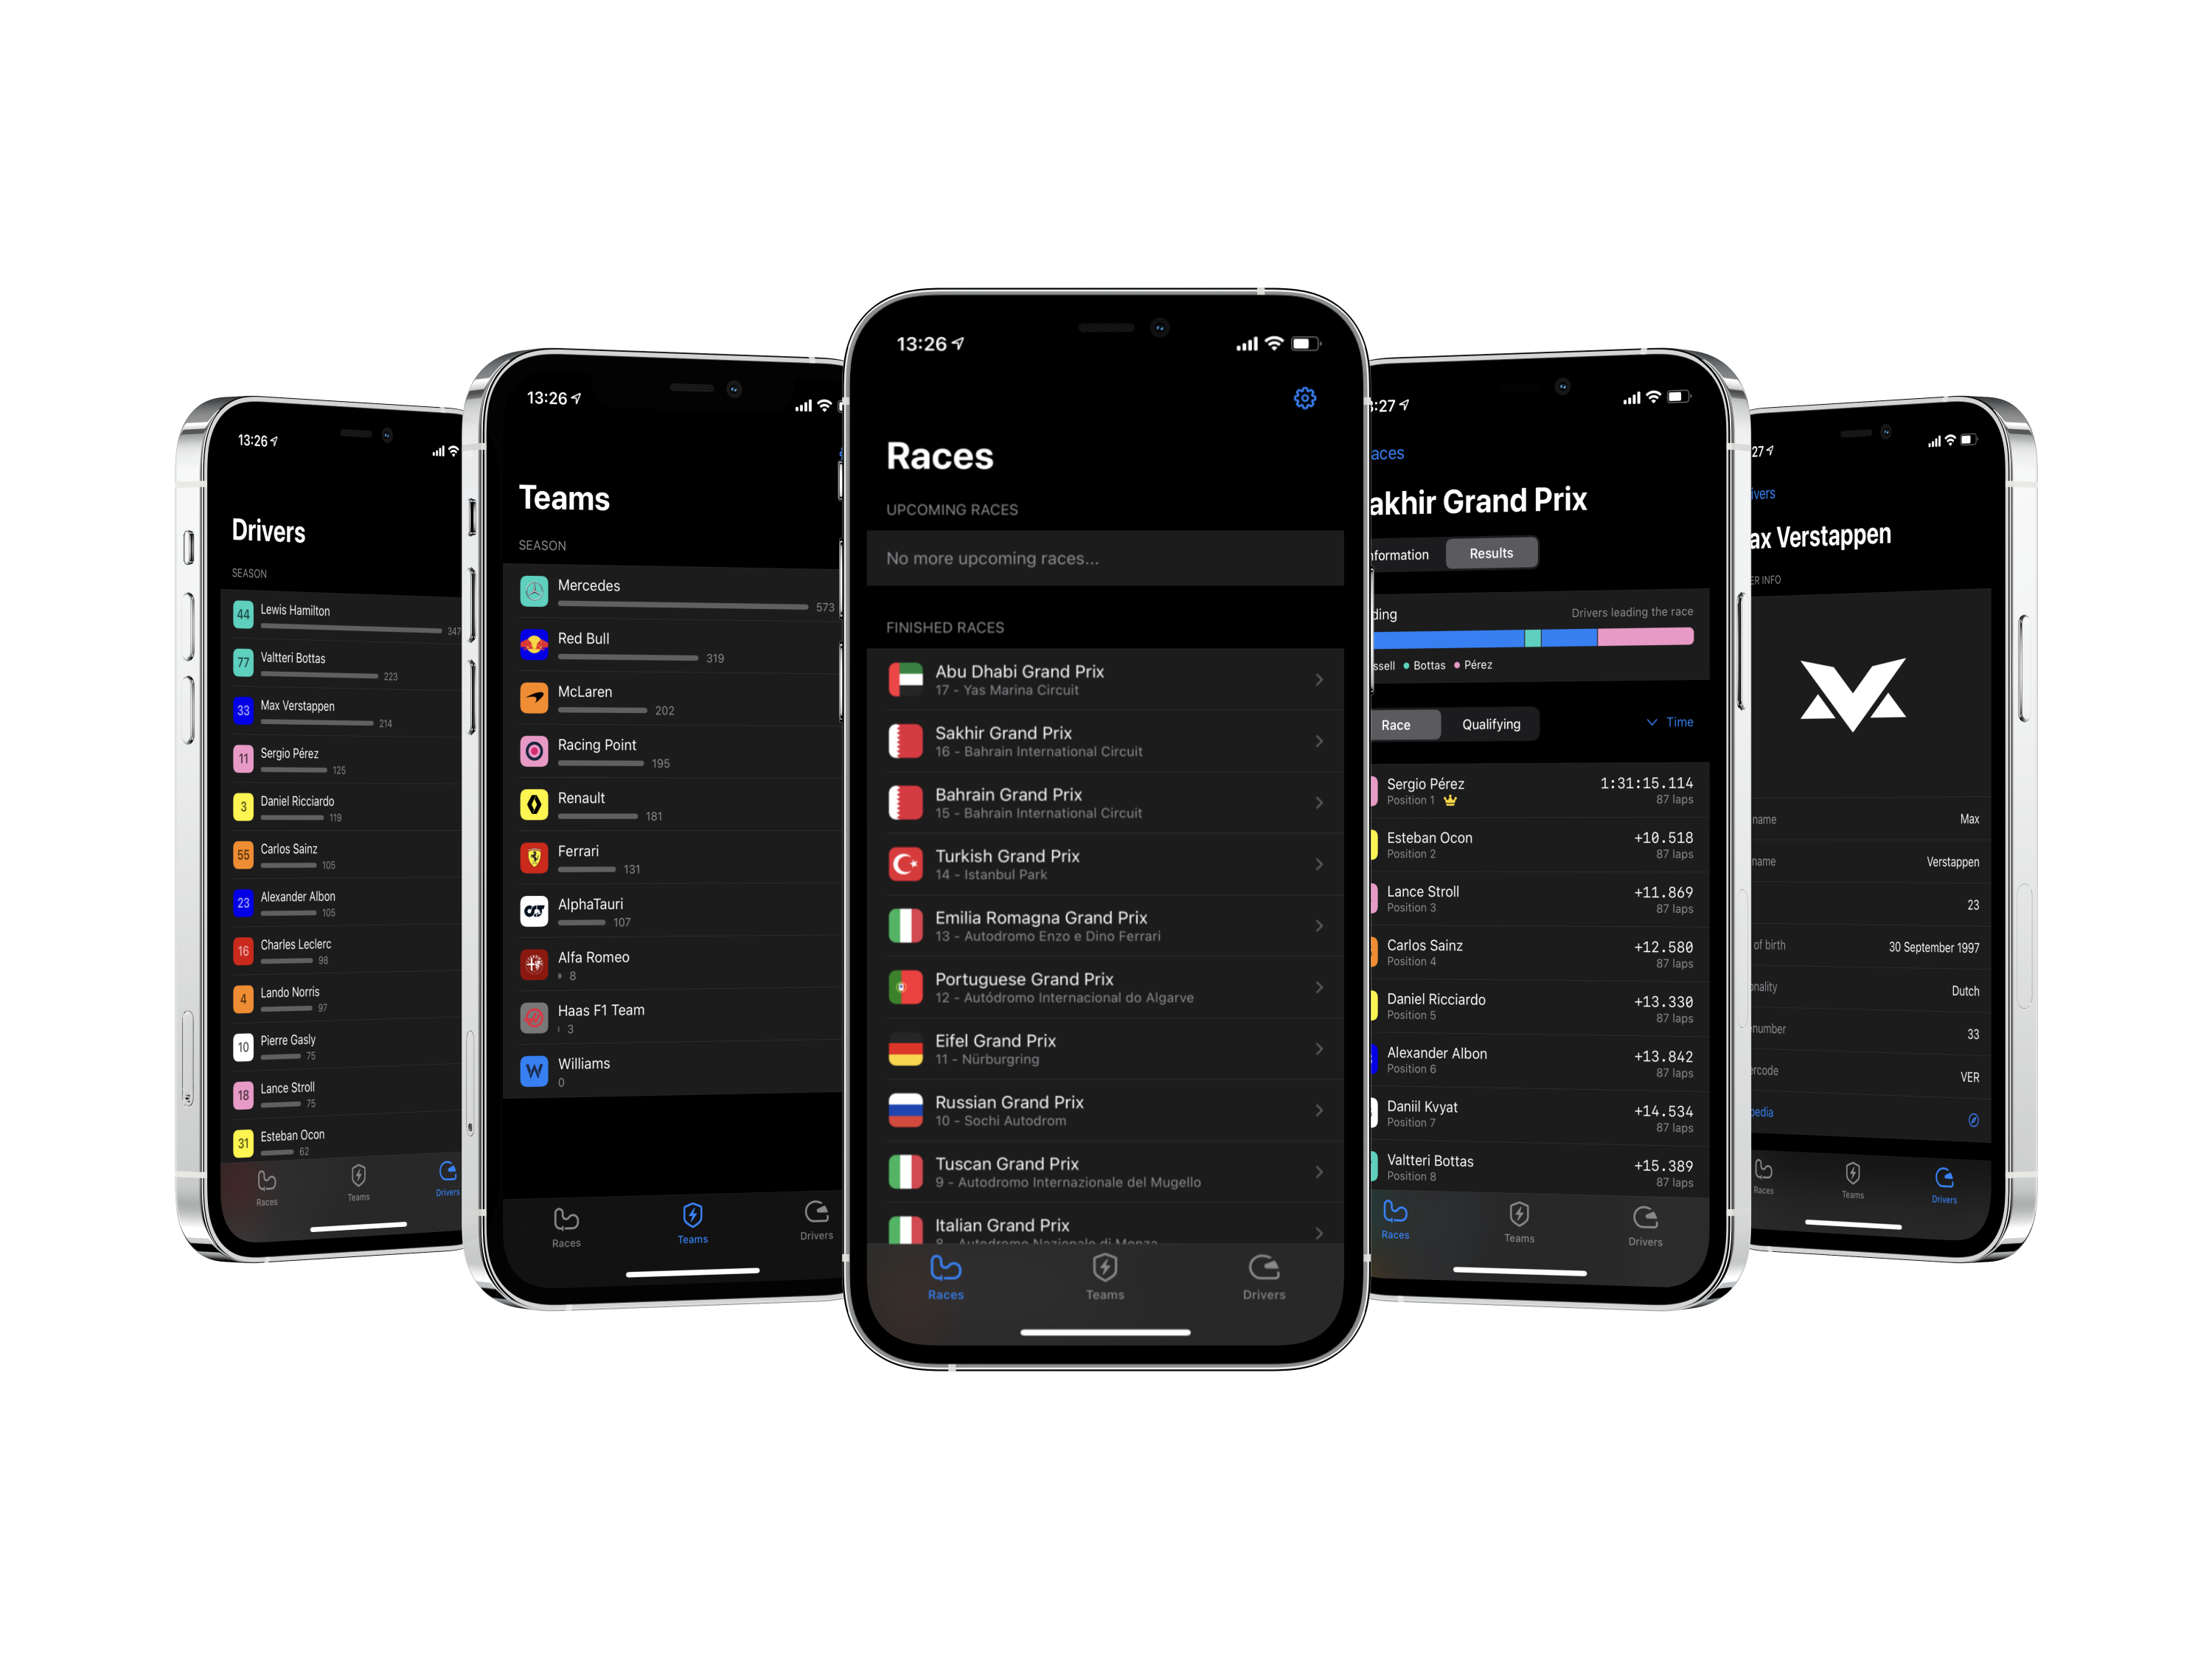 13:26
Drivers
SEASON
44
Lewis Hamilton
347
77
Valtteri Bottas
223
33
Max Verstappen
214
11
Sergio Pérez
125
3
Daniel Ricciardo
119
55
Carlos Sainz
105
23
Alexander Albon
105
16
Charles Leclerc
98
4
Lando Norris
97
10
Pierre Gasly
75
18
Lance Stroll
75
31
Esteban Ocon
62
Races Teams Drivers
13:26
Teams
SEASON
Mercedes
573
Red Bull
319
McLaren
202
Racing Point
195
Renault
181
Ferrari
131
AlphaTauri
107
Alfa Romeo
8
Haas F1 Team
3
W
Williams
0
Races Teams Drivers
13:26
Races
UPCOMING RACES
No more upcoming races...
FINISHED RACES
Abu Dhabi Grand Prix
17 - Yas Marina Circuit
Sakhir Grand Prix
16 - Bahrain International Circuit
Bahrain Grand Prix
15 - Bahrain International Circuit
Turkish Grand Prix
14 - Istanbul Park
Emilia Romagna Grand Prix
13 - Autodromo Enzo e Dino Ferrari
Portuguese Grand Prix
12 - Autódromo Internacional do Algarve
Eifel Grand Prix
11 - Nürburgring
Russian Grand Prix
10 - Sochi Autodrom
Tuscan Grand Prix
9 - Autodromo Internazionale del Mugello
Italian Grand Prix
8 - Autodromo Nazionale di Monza
Races Teams Drivers
:27
aces
akhir Grand Prix
nformation Results
ding Drivers leading the race
ssell Bottas Pérez
Race Qualifying Time
Sergio Pérez 1:31:15.114
Position 1 87 laps
Esteban Ocon +10.518
Position 2 87 laps
Lance Stroll +11.869
Position 3 87 laps
Carlos Sainz +12.580
Position 4 87 laps
Daniel Ricciardo +13.330
Position 5 87 laps
Alexander Albon +13.842
Position 6 87 laps
Daniil Kvyat +14.534
Position 7 87 laps
Valtteri Bottas +15.389
Position 8 87 laps
Races Teams Drivers
27
ivers
ax Verstappen
ER INFO
name Max
name Verstappen
23
of birth 30 September 1997
onality Dutch
number 33
rcode VER
pedia
Races Teams Drivers